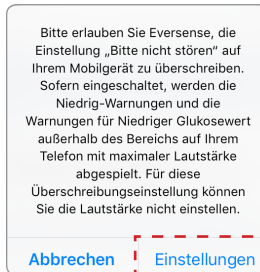 Bitte erlauben Sie Eversense, die
Einstellung „Bitte nicht stören“ auf
Ihrem Mobilgerät zu überschreiben.
Sofern eingeschaltet, werden die
Niedrig-Warnungen und die
Warnungen für Niedriger Glukosewert
außerhalb des Bereichs auf Ihrem
Telefon mit maximaler Lautstärke
abgespielt. Für diese
Überschreibungseinstellung können
Sie die Lautstärke nicht einstellen.
Abbrechen Einstellungen